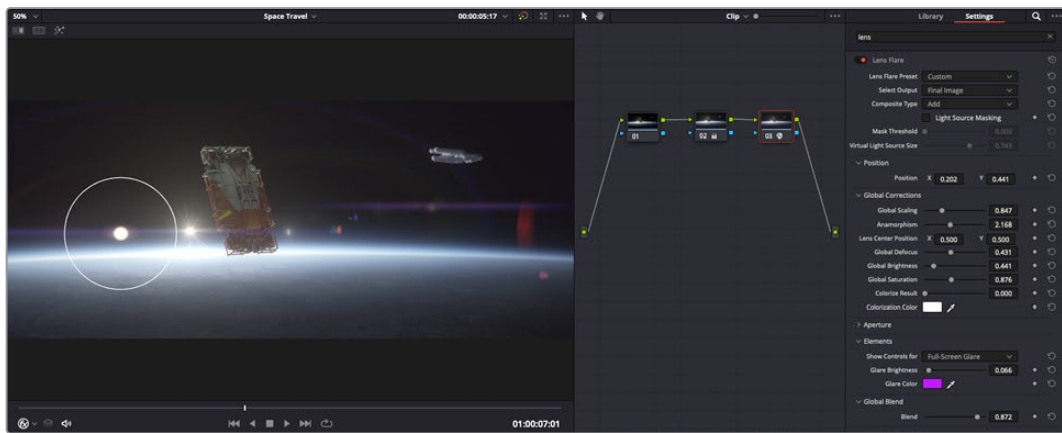 50% Space Travel 00:00:05:17 Clip Library Settings
lens
Lens Flare
Lens Flare Preset Custom
Select Output Final Image
Composite Type Add
Light Source Masking
Mask Threshold 0.000
Virtual Light Source Size 0.743
Position
Position X 0.202 Y 0.441
Global Corrections
Global Scaling 0.847
Anamorphism 2.168
Lens Center Position X 0.500 Y 0.500
Global Defocus 0.431
Global Brightness 0.441
Global Saturation 0.876
Colorize Result 0.000
Colorization Color
Aperture
Elements
Show Controls for Full-Screen Glare
Glare Brightness 0.066
Glare Color
Global Blend
Blend 0.872
01 02 03
01:00:07:01